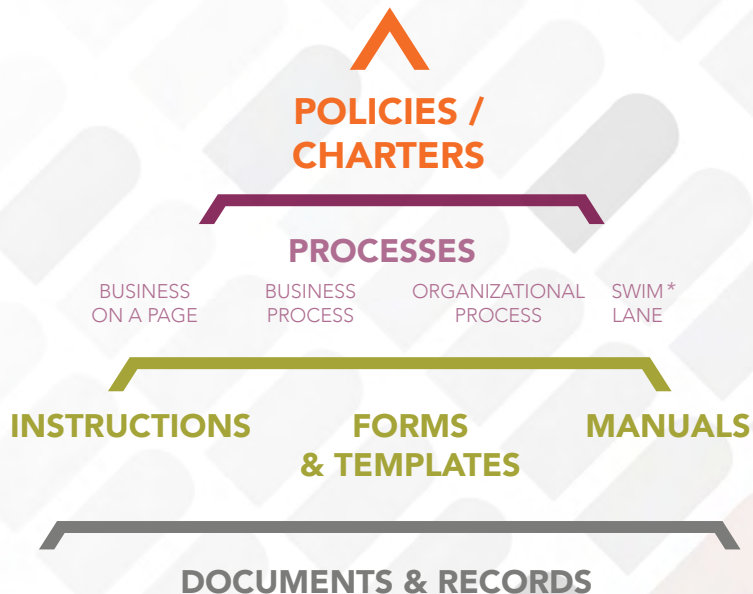 POLICIES /
CHARTERS
PROCESSES
BUSINESS
ON A PAGE
BUSINESS
PROCESS
ORGANIZATIONAL
PROCESS
SWIM*
LANE
INSTRUCTIONS
FORMS
& TEMPLATES
MANUALS
DOCUMENTS & RECORDS